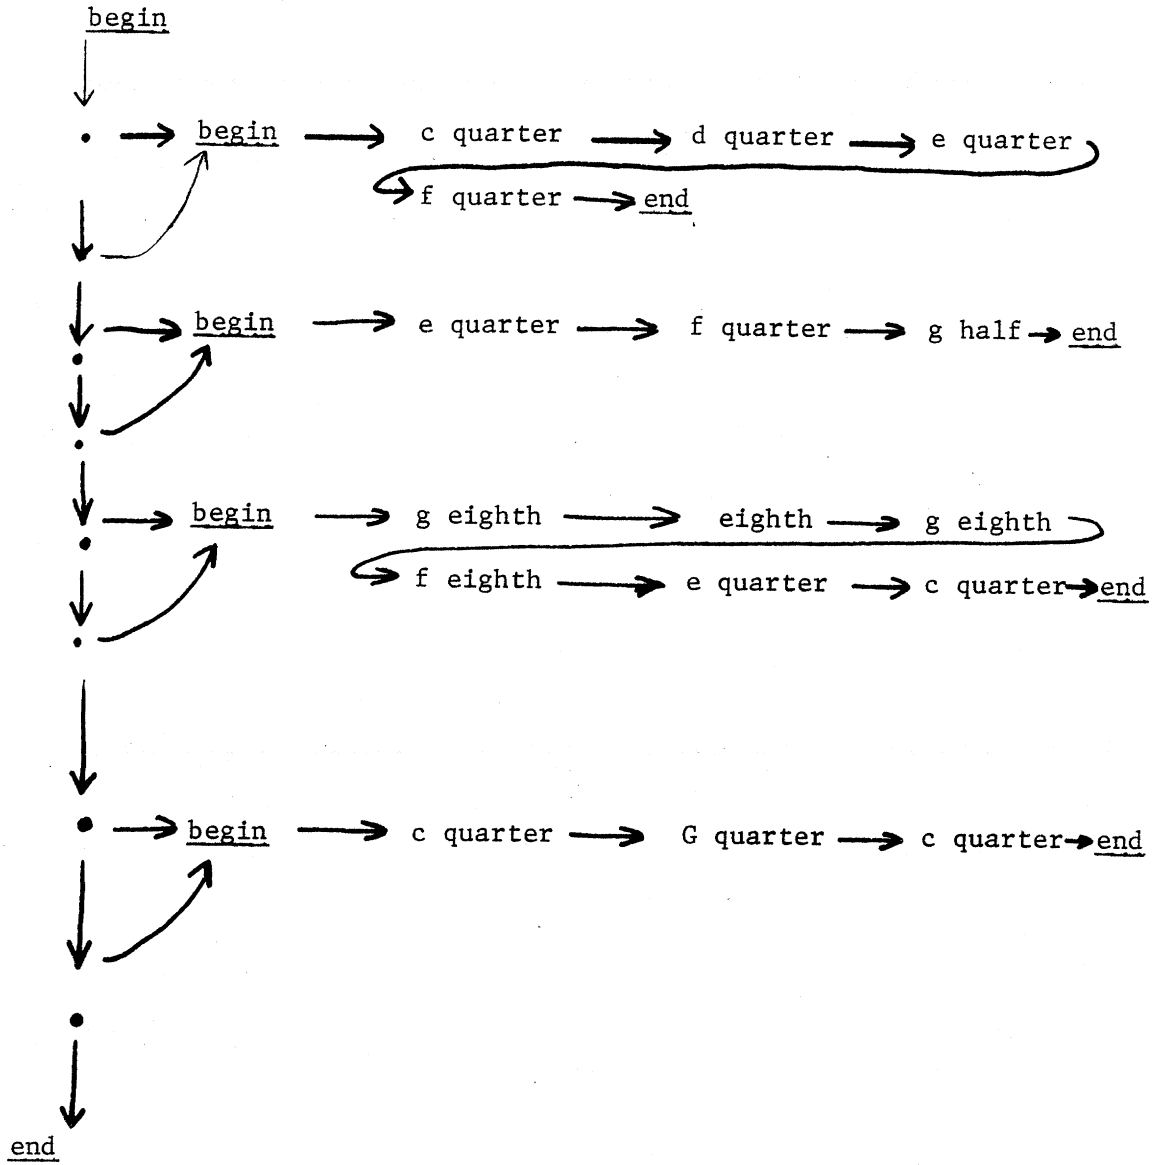 begin
begin c quarter d quarter e quarter
f quarter end
begin e quarter f quarter g half end
begin g eighth eighth g eighth
f eighth e quarter c quarter end
begin c quarter G quarter c quarter end
end